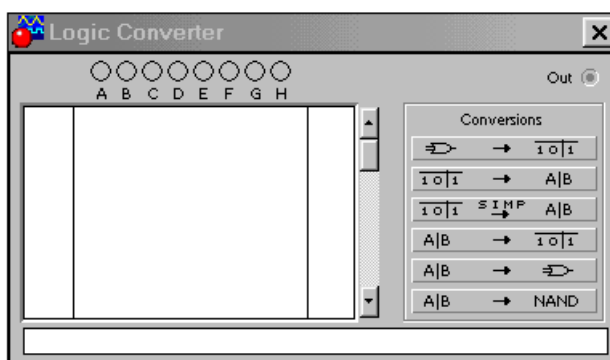 Logic Converter
Out
A B C D E F G H
Conversions
→ 1 0 1
1 0 1 → A|B
1 0 1 SIMP → A|B
A|B → 1 0 1
A|B →
A|B → NAND